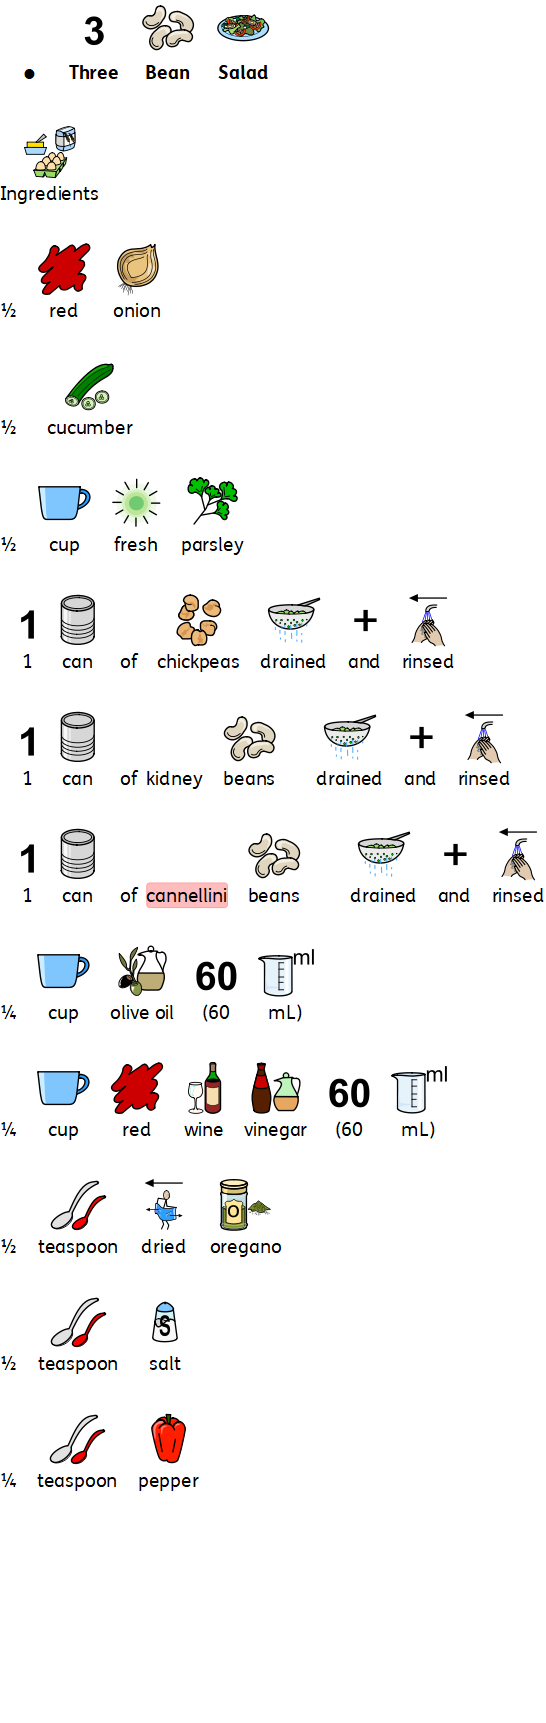 3
● Three Bean Salad
Ingredients
½ red onion
½ cucumber
½ cup fresh parsley
1 +
1 can of chickpeas drained and rinsed
1 +
1 can of kidney beans drained and rinsed
1 +
1 can of cannellini beans drained and rinsed
60 ml
¼ cup olive oil (60 mL)
60 ml
¼ cup red wine vinegar (60 mL)
O
½ teaspoon dried oregano
S
½ teaspoon salt
¼ teaspoon pepper